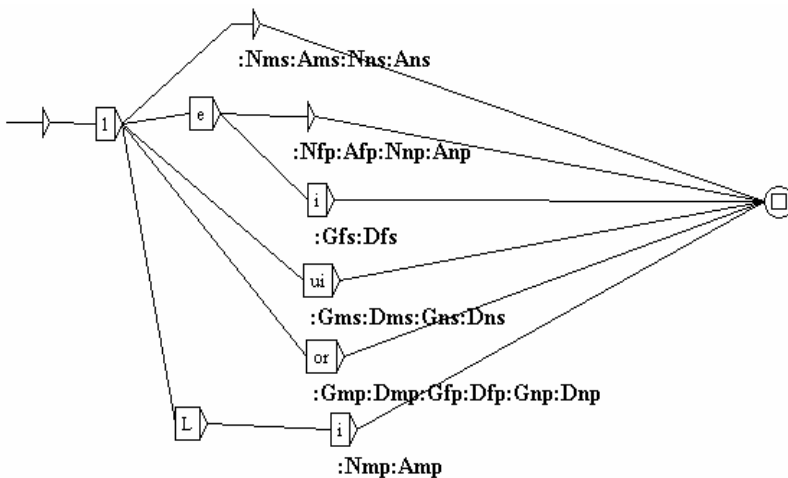 :Nms:Ams:Nns:Ans
1
e
:Nfp:Afp:Nnp:Anp
i
:Gfs:Dfs
ui
:Gms:Dms:Gns:Dns
or
:Gmp:Dmp:Gfp:Dfp:Gnp:Dnp
L
i
:Nmp:Amp